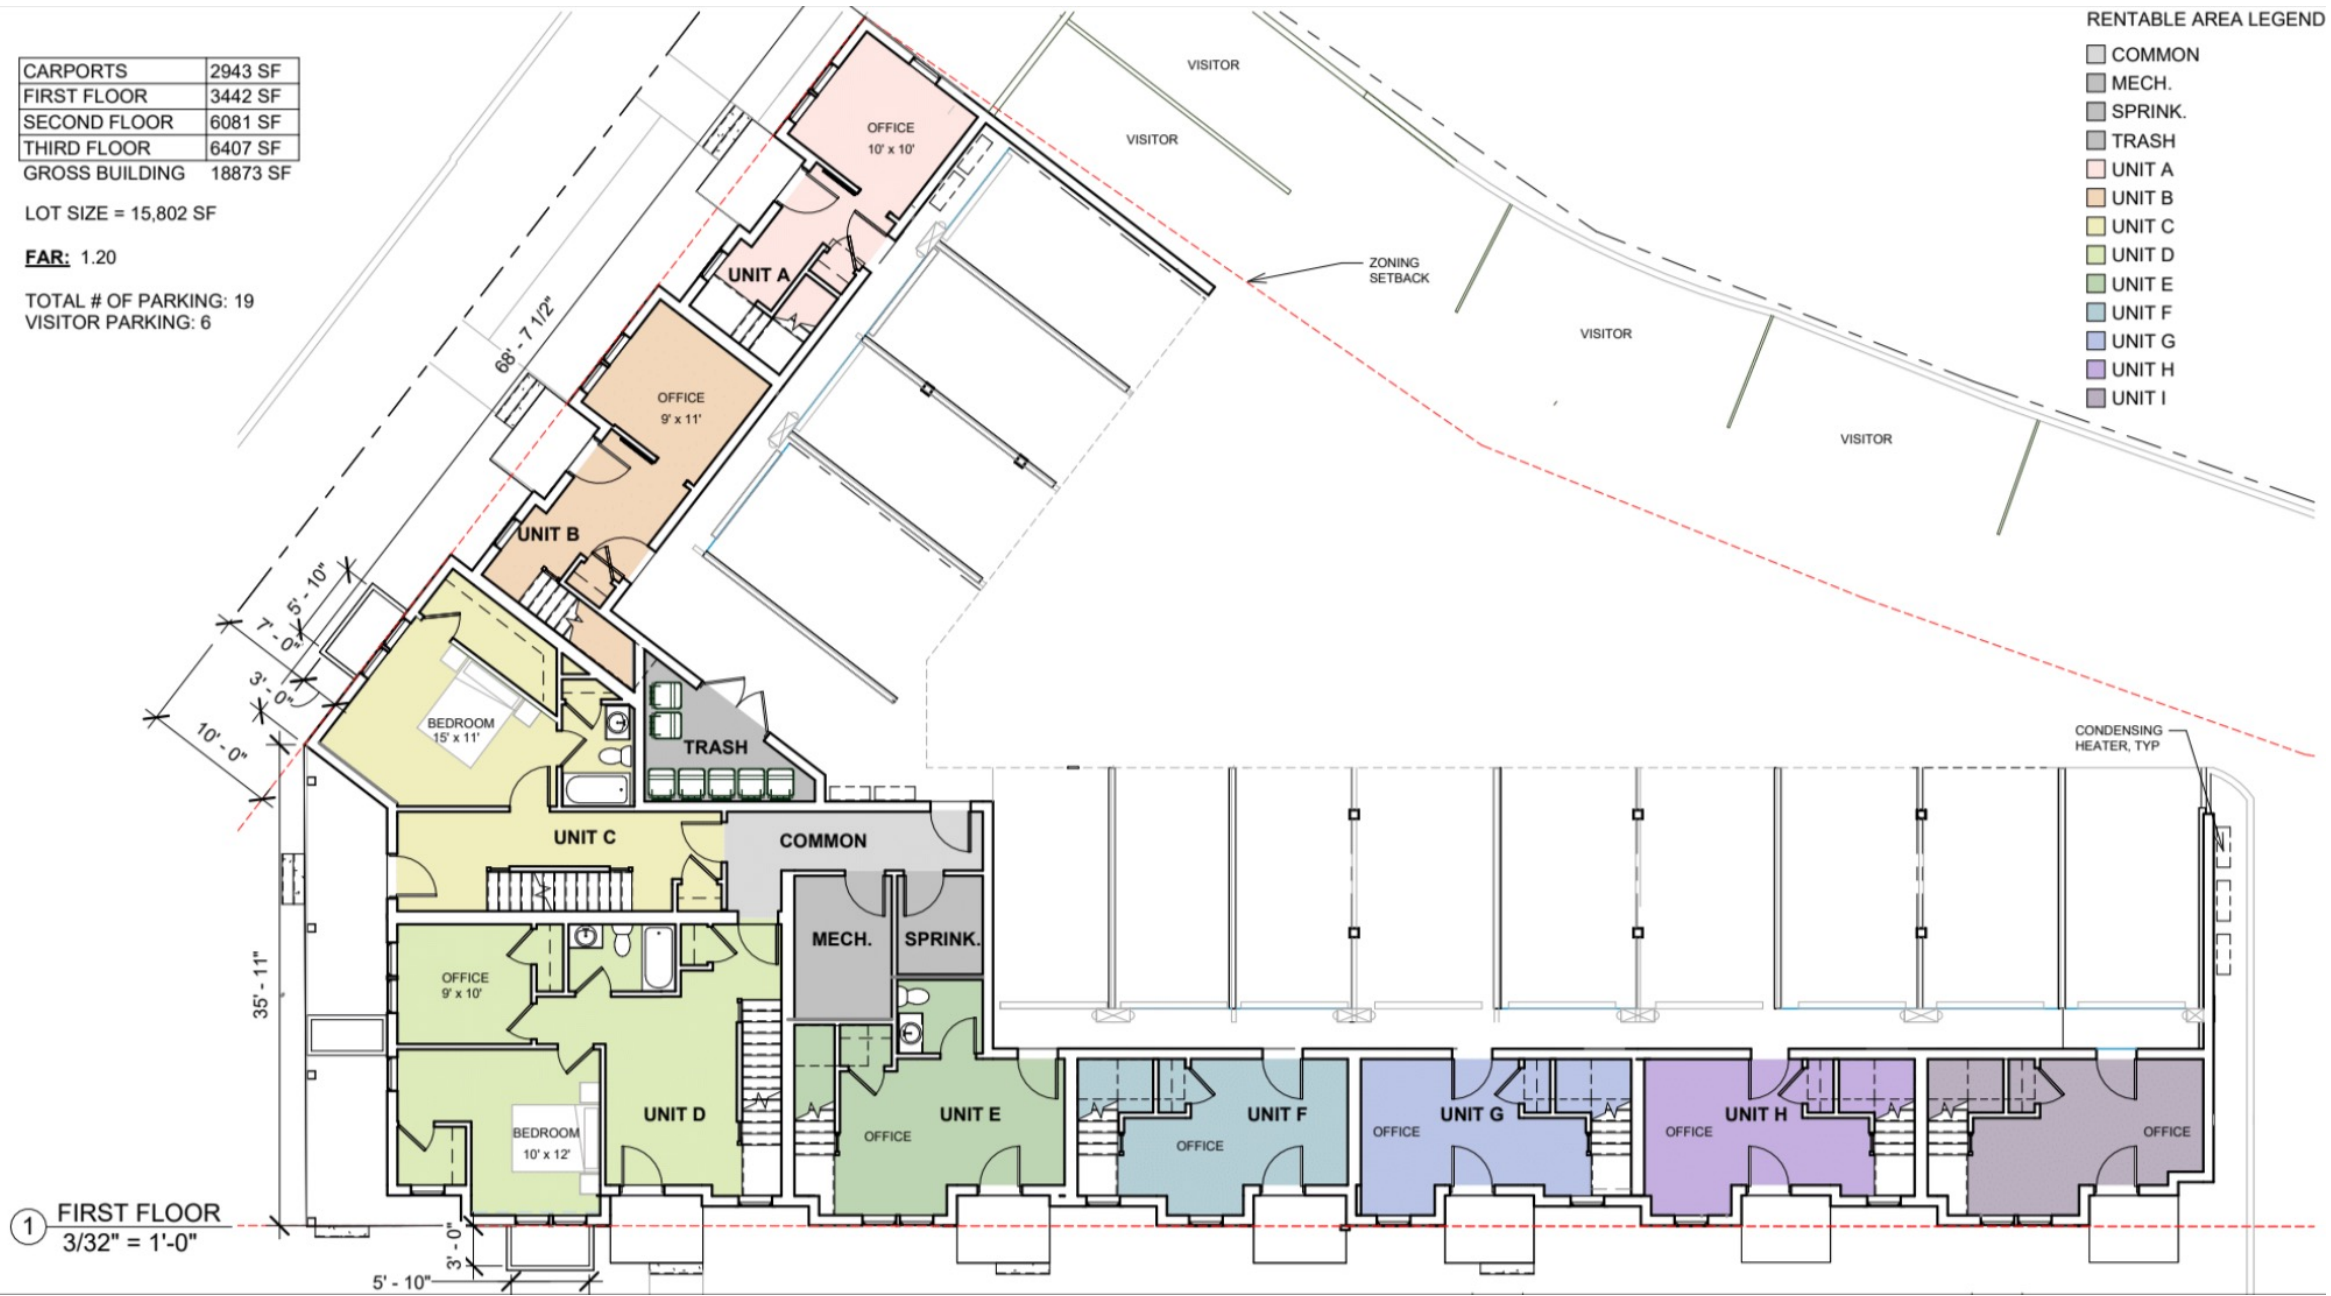 CARPORTS 2943 SF
FIRST FLOOR 3442 SF
SECOND FLOOR 6081 SF
THIRD FLOOR 6407 SF
GROSS BUILDING 18873 SF
LOT SIZE = 15,802 SF
FAR: 1.20
TOTAL # OF PARKING: 19
VISITOR PARKING: 6
RENTABLE AREA LEGEND
COMMON
MECH.
SPRINK.
TRASH
UNIT A
UNIT B
UNIT C
UNIT D
UNIT E
UNIT F
UNIT G
UNIT H
UNIT I
VISITOR
VISITOR
VISITOR
VISITOR
ZONING
SETBACK
OFFICE
10' x 10'
UNIT A
68' - 7 1/2"
OFFICE
9' x 11'
UNIT B
5' - 10"
7' - 0"
3' - 0"
10' - 0"
BEDROOM
15' x 11'
TRASH
CONDENSING
HEATER, TYP
UNIT C
COMMON
MECH.
SPRINK.
OFFICE
9' x 10'
35' - 11"
UNIT D
BEDROOM
10' x 12'
UNIT E
OFFICE
UNIT F
OFFICE
UNIT G
OFFICE
UNIT H
OFFICE
OFFICE
1
FIRST FLOOR
3/32" = 1'-0"
3' - 0"
5' - 10"